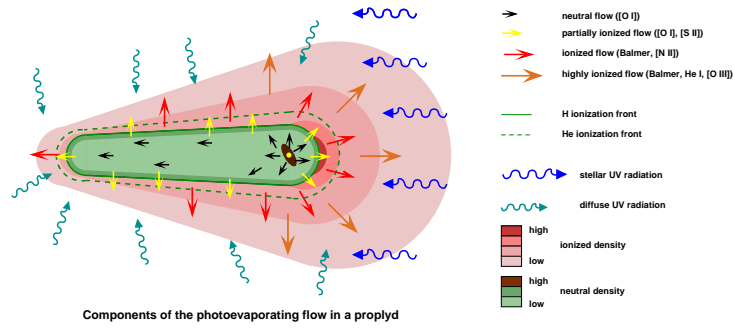 neutral flow ([O I])
partially ionized flow ([O I], [S II])
ionized flow (Balmer, [N II])
highly ionized flow (Balmer, He I, [O III])
H ionization front
He ionization front
stellar UV radiation
diffuse UV radiation
high
ionized density
low
high
neutral density
low
Components of the photoevaporating flow in a proplyd